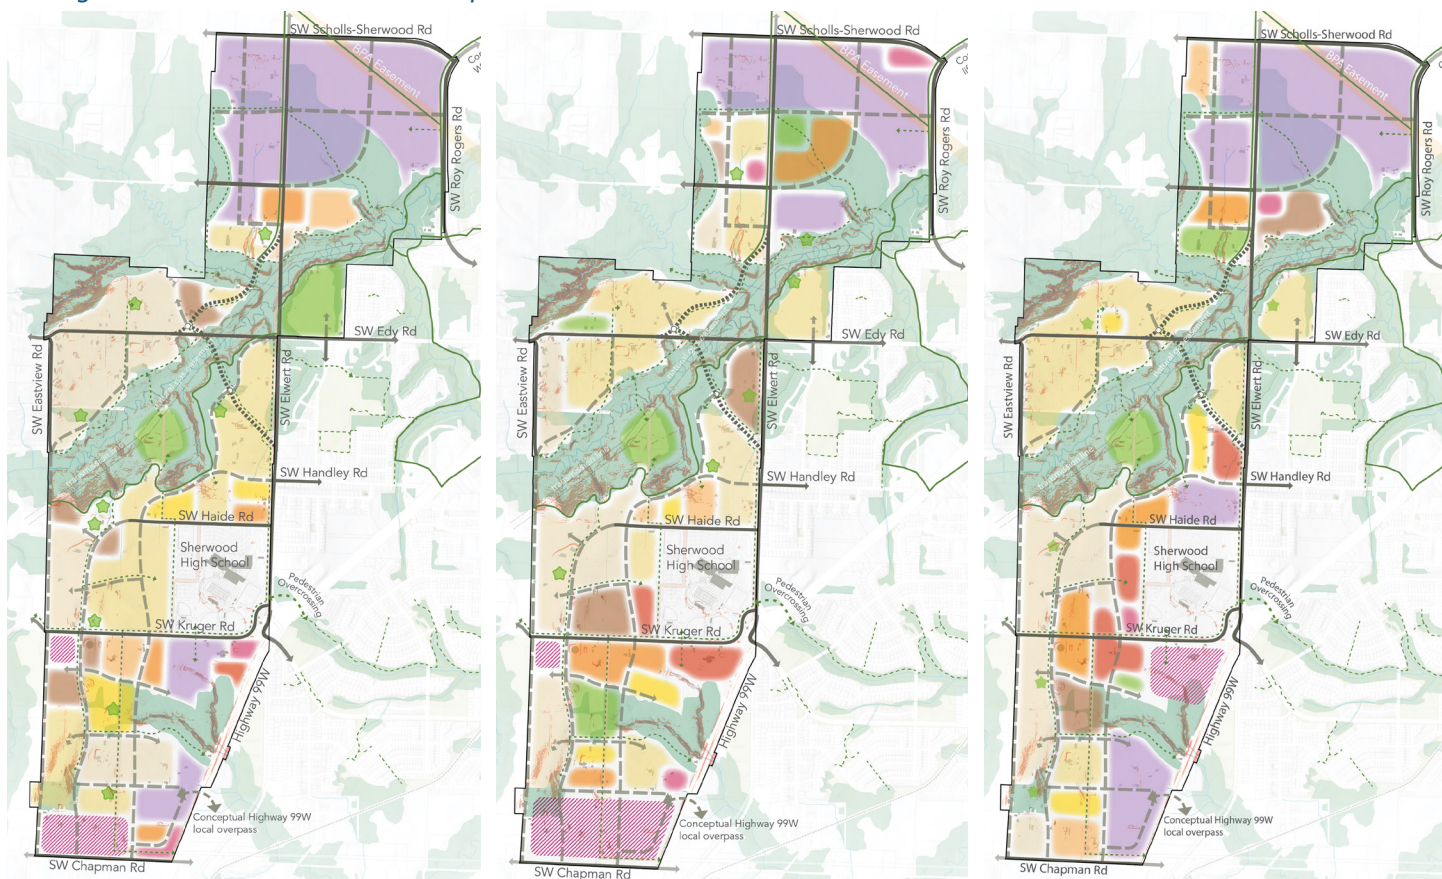 SW Scholls-Sherwood Rd
BPA Easement
SW Roy Rogers Rd
SW Edy Rd
SW Eastview Rd
SW Elwert Rd
SW Handley Rd
SW Haide Rd
Sherwood
High School
Pedestrian
Overcrossing
SW Kruger Rd
Highway 99W
Conceptual Highway 99W
local overpass
SW Chapman Rd
SW Scholls-Sherwood Rd
BPA Easement
SW Roy Rogers Rd
SW Edy Rd
SW Eastview Rd
SW Elwert Rd
SW Handley Rd
SW Haide Rd
Sherwood
High School
Pedestrian
Overcrossing
SW Kruger Rd
Highway 99W
Conceptual Highway 99W
local overpass
SW Chapman Rd
SW Scholls-Sherwood Rd
BPA Easement
SW Roy Rogers Rd
SW Edy Rd
SW Eastview Rd
SW Elwert Rd
SW Handley Rd
SW Haide Rd
Sherwood
High School
Pedestrian
Overcrossing
SW Kruger Rd
Highway 99W
Conceptual Highway 99W
local overpass
SW Chapman Rd